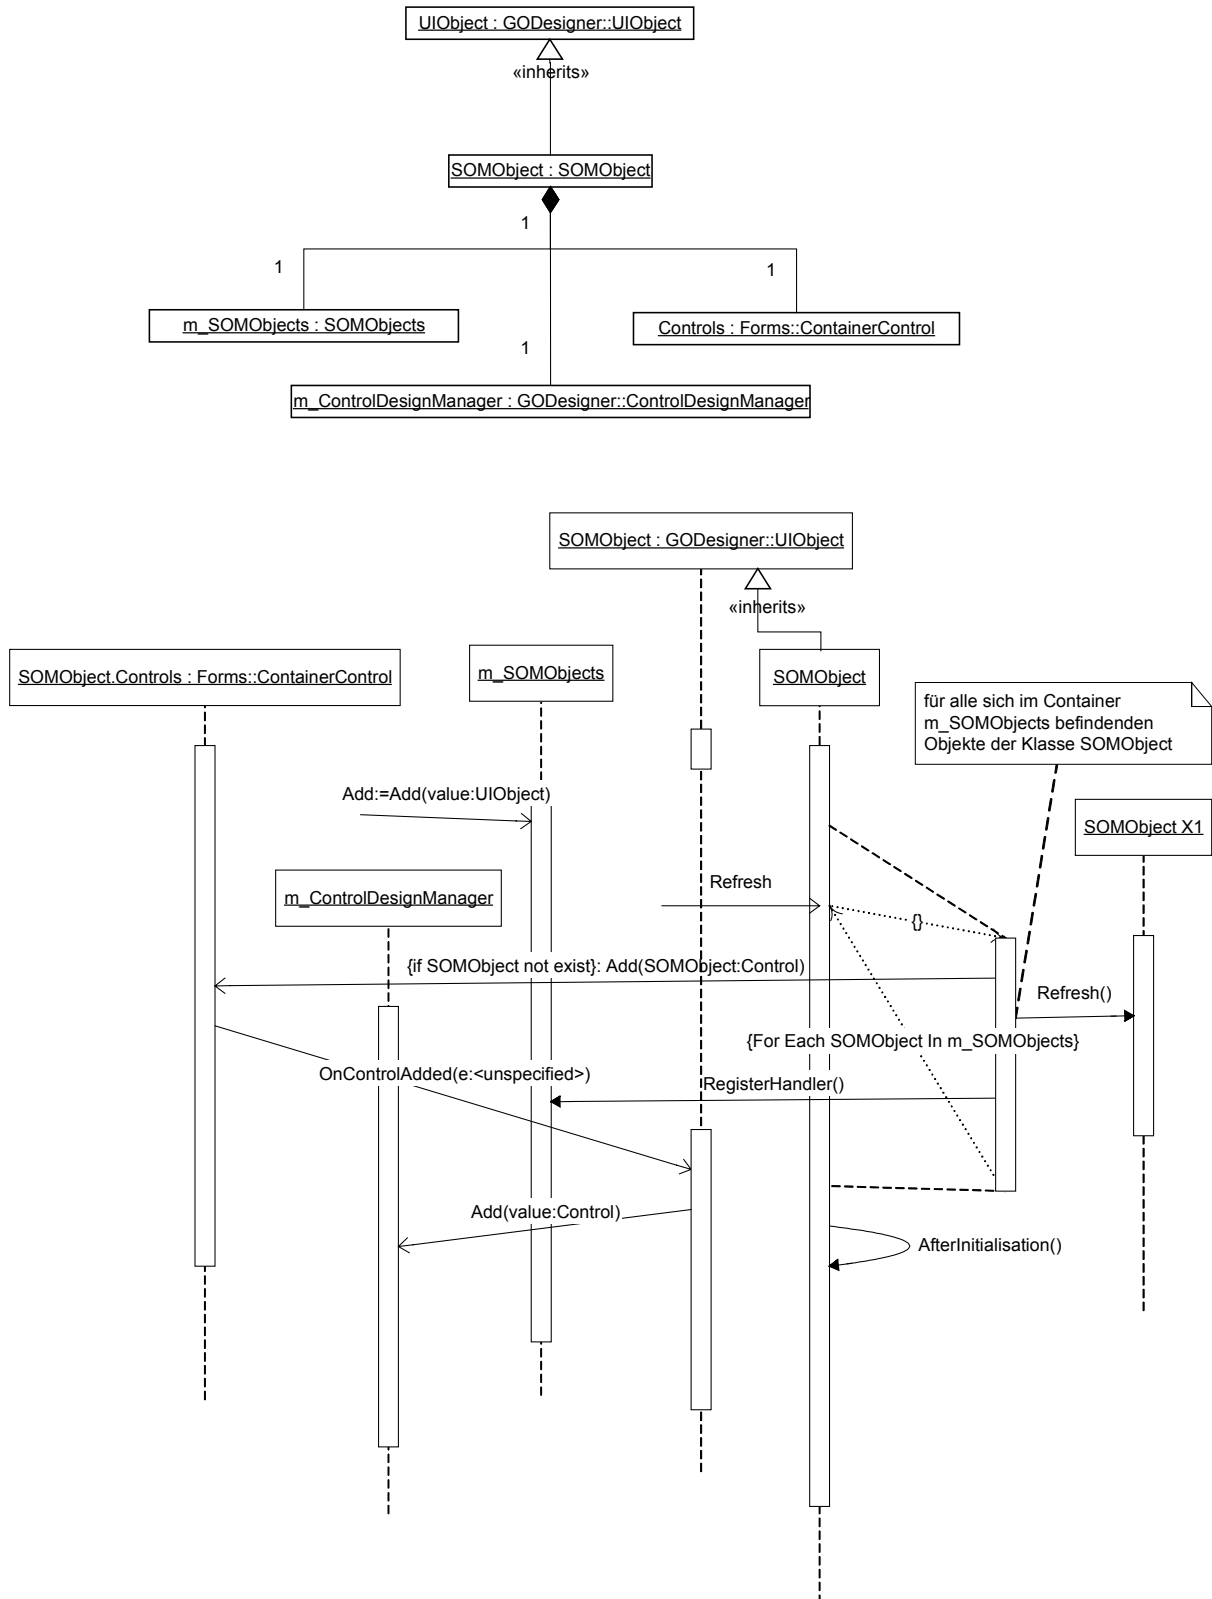 UIObject : GODesigner::UIObject
«inherits»
SOMObject : SOMObject
1
1
1
m_SOMObjects : SOMObjects
Controls : Forms::ContainerControl
1
m_ControlDesignManager : GODesigner::ControlDesignManager
SOMObject : GODesigner::UIObject
«inherits»
SOMObject.Controls : Forms::ContainerControl
m_SOMObjects
SOMObject
für alle sich im Container
m_SOMObjects befindenden
Objekte der Klasse SOMObject
Add:=Add(value:UIObject)
SOMObject X1
m_ControlDesignManager
Refresh
{}
{if SOMObject not exist}: Add(SOMObject:Control)
Refresh()
{For Each SOMObject In m_SOMObjects}
OnControlAdded(e:<unspecified>)
RegisterHandler()
Add(value:Control)
AfterInitialisation()